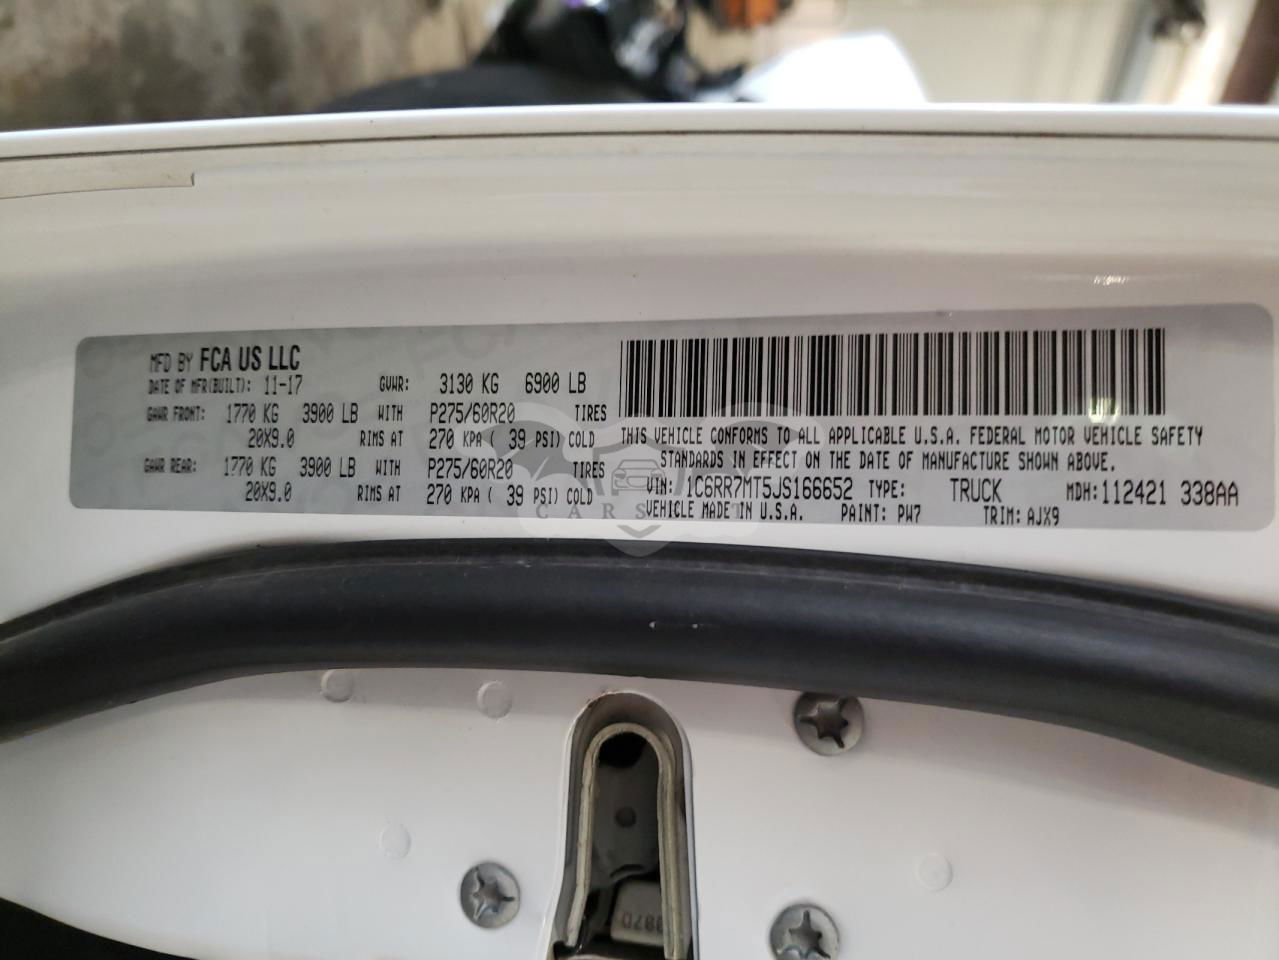 MFD BY FCA US LLC
DATE OF MFR(BUILT): 11-17 GVWR: 3130 KG 6900 LB
GAWR FRONT: 1770 KG 3900 LB WITH P275/60R20 TIRES
20X9.0 RIMS AT 270 KPA ( 39 PSI) COLD
GAWR REAR: 1770 KG 3900 LB WITH P275/60R20 TIRES
20X9.0 RIMS AT 270 KPA ( 39 PSI) COLD
THIS VEHICLE CONFORMS TO ALL APPLICABLE U.S.A. FEDERAL MOTOR VEHICLE SAFETY
STANDARDS IN EFFECT ON THE DATE OF MANUFACTURE SHOWN ABOVE.
VIN: 1C6RR7MT5JS166652 TYPE: TRUCK MDH: 112421 338AA
VEHICLE MADE IN U.S.A. PAINT: PW7 TRIM: AJX9